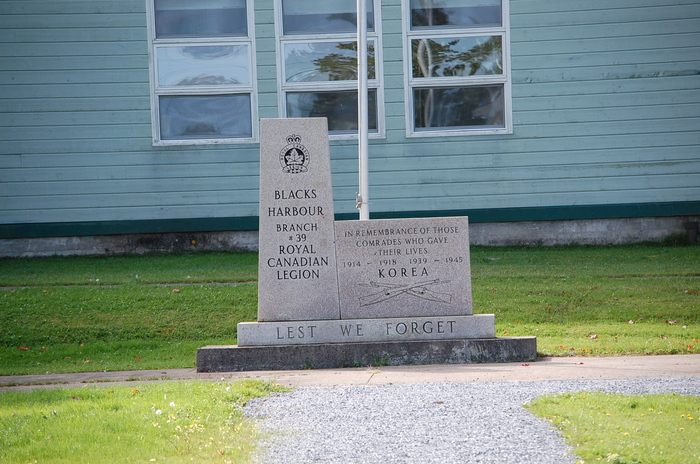 BLACKS
HARBOUR
BRANCH
# 39
ROYAL
CANADIAN
LEGION
IN REMEMBRANCE OF THOSE
COMRADES WHO GAVE
THEIR LIVES
1914 - 1918 1939 - 1945
KOREA
LEST WE FORGET